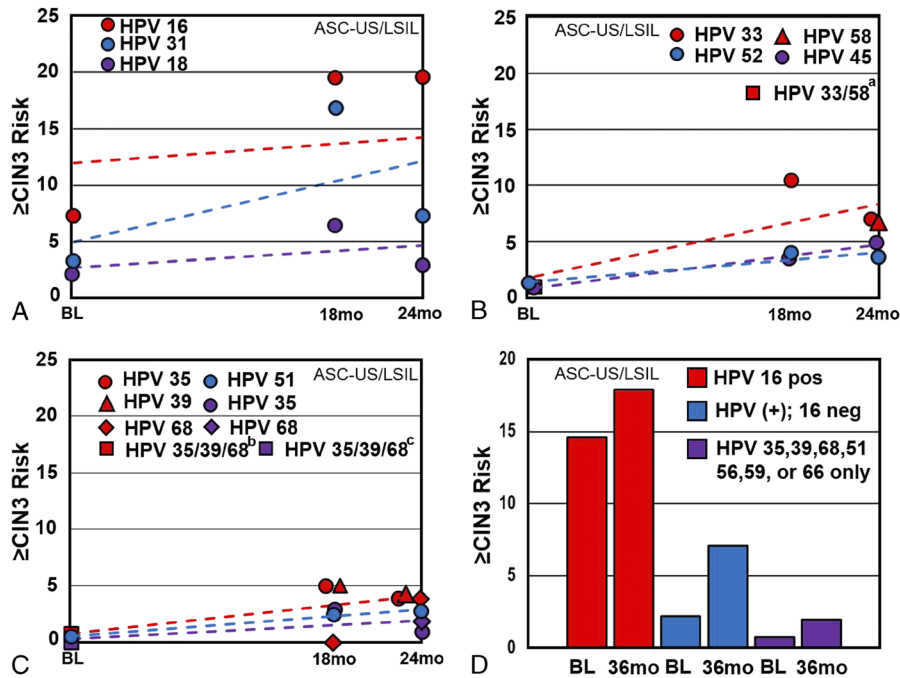 25
20
15
10
5
0
≥CIN3 Risk
HPV 16
HPV 31
HPV 18
ASC-US/LSIL
BL
18mo
24mo
A
25
20
15
10
5
0
≥CIN3 Risk
ASC-US/LSIL
HPV 33
HPV 58
HPV 52
HPV 45
HPV 33/58a
BL
18mo
24mo
B
25
20
15
10
5
0
≥CIN3 Risk
ASC-US/LSIL
HPV 35
HPV 51
HPV 39
HPV 35
HPV 68
HPV 68
HPV 35/39/68b
HPV 35/39/68c
BL
18mo
24mo
C
20
15
10
5
0
≥CIN3 Risk
ASC-US/LSIL
HPV 16 pos
HPV (+); 16 neg
HPV 35,39,68,51
56,59, or 66 only
BL 36mo BL 36mo BL 36mo
D